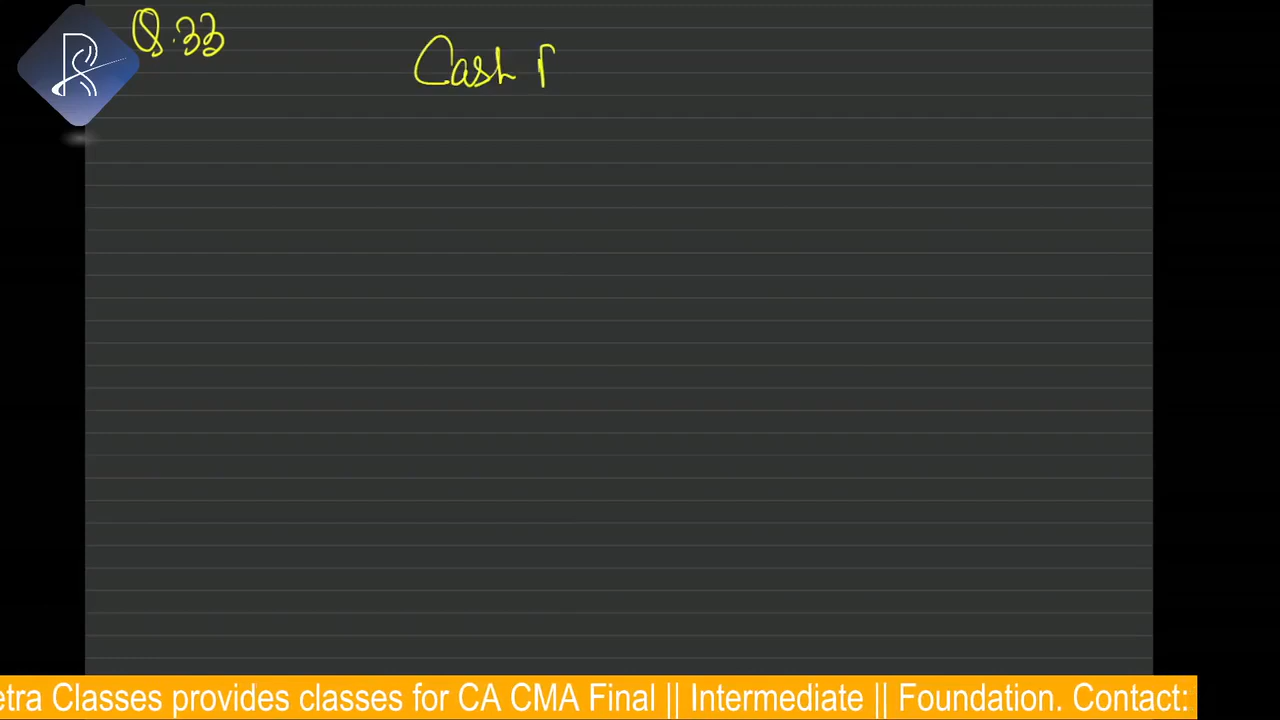 Q.33
Cash
etra Classes provides classes for CA CMA Final || Intermediate || Foundation. Contact: